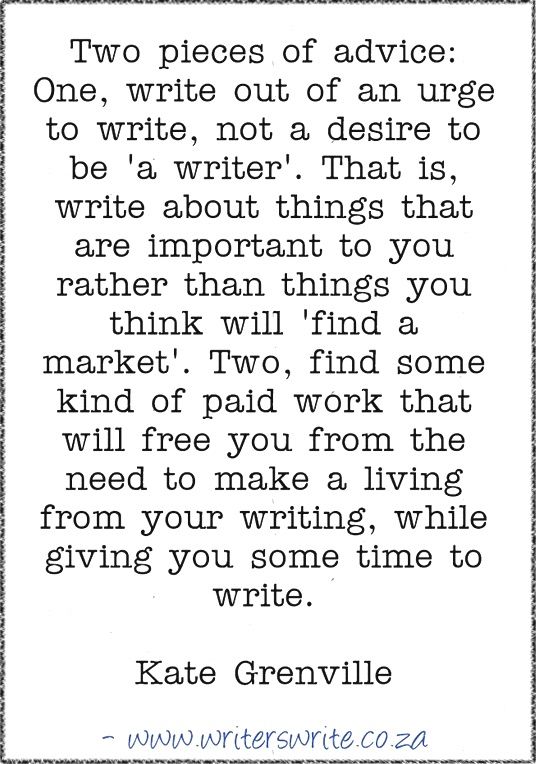 Two pieces of advice:
One, write out of an urge
to write, not a desire to
be 'a writer'. That is,
write about things that
are important to you
rather than things you
think will 'find a
market'. Two, find some
kind of paid work that
will free you from the
need to make a living
from your writing, while
giving you some time to
write.
Kate Grenville
- www.writerswrite.co.za